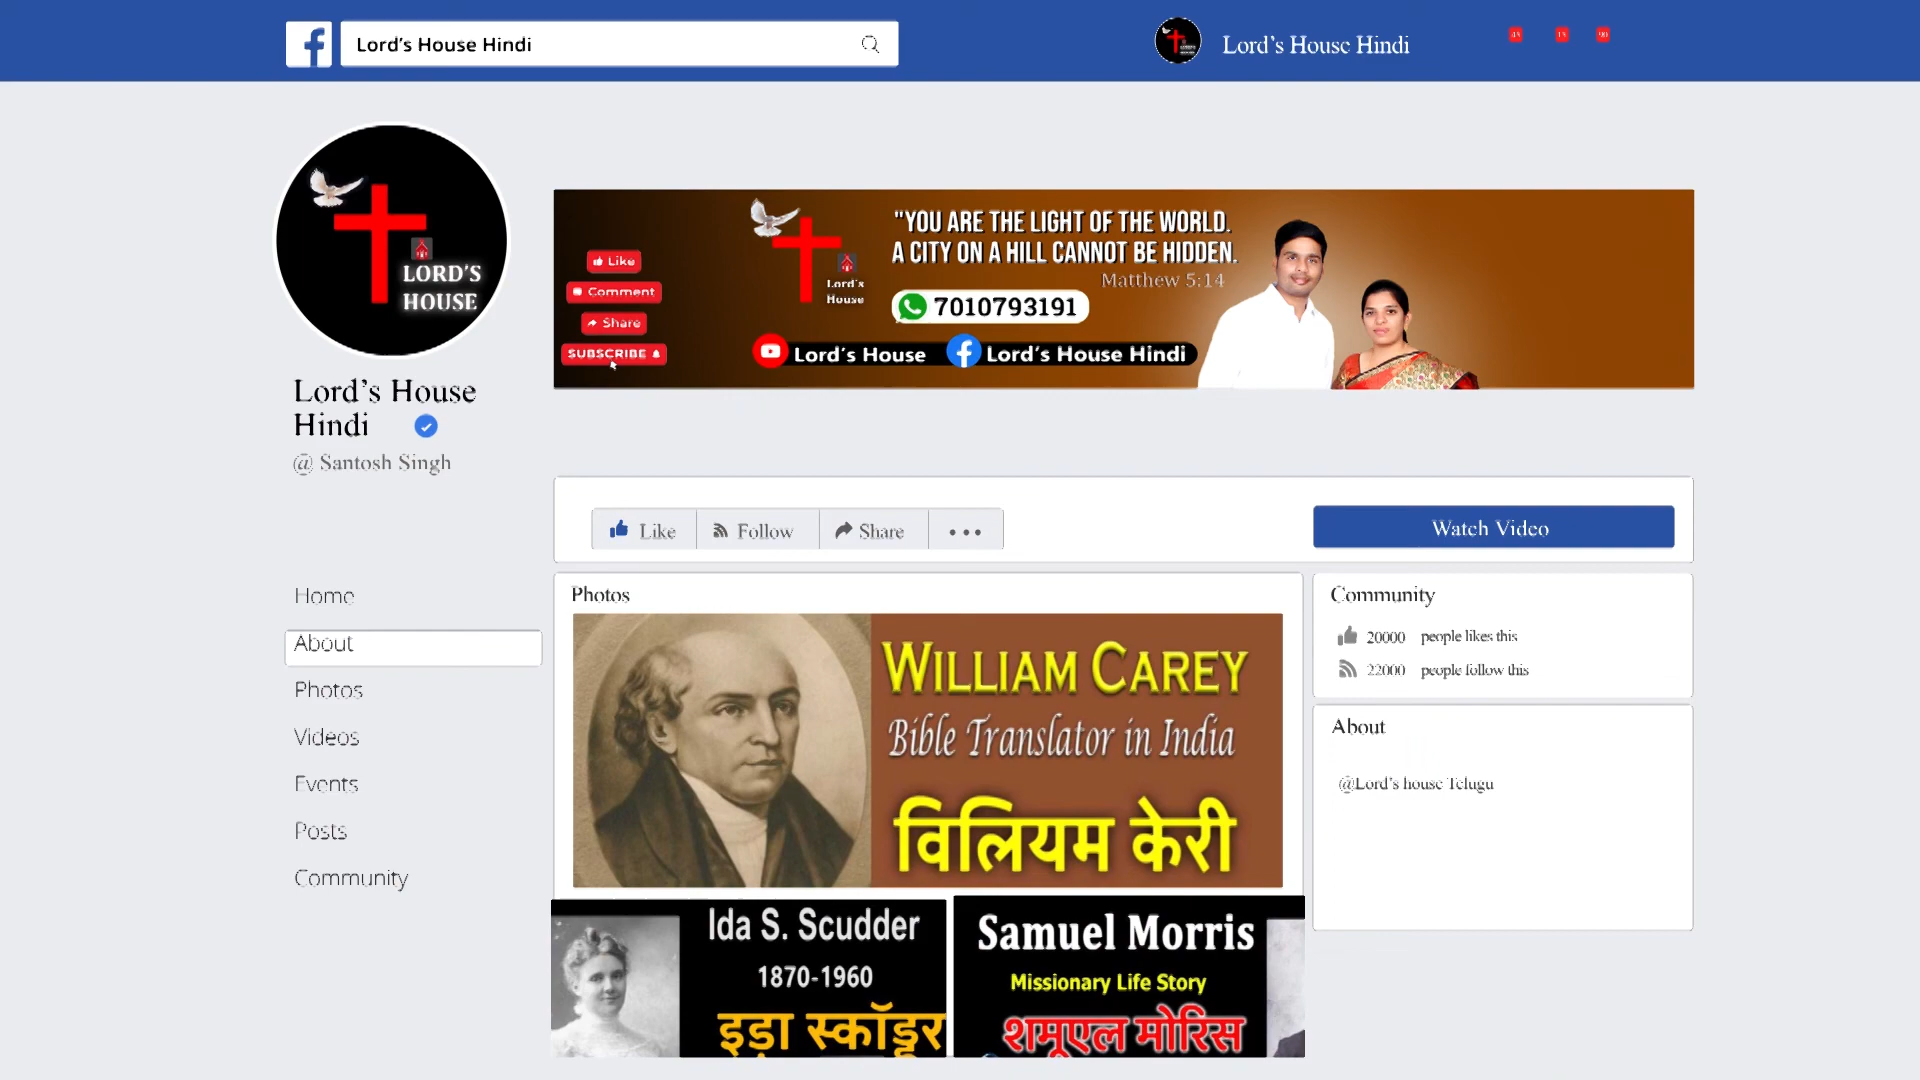 Lord's House Hindi
Lord's House Hindi
43
13
90
LORD'S
HOUSE
Lord's House
Hindi
@ Santosh Singh
Like
Comment
Share
SUBSCRIBE
Lord's
House
"YOU ARE THE LIGHT OF THE WORLD.
A CITY ON A HILL CANNOT BE HIDDEN.
Matthew 5:14
7010793191
Lord's House
Lord's House Hindi
Like
Follow
Share
Watch Video
Home
About
Photos
Videos
Events
Posts
Community
Photos
WILLIAM CAREY
Bible Translator in India
विलियम केरी
Ida S. Scudder
1870-1960
इड़ा स्कॉडूर
Samuel Morris
Missionary Life Story
शमूएल मोरिस
Community
20000 people likes this
22000 people follow this
About
@Lord's house Telugu